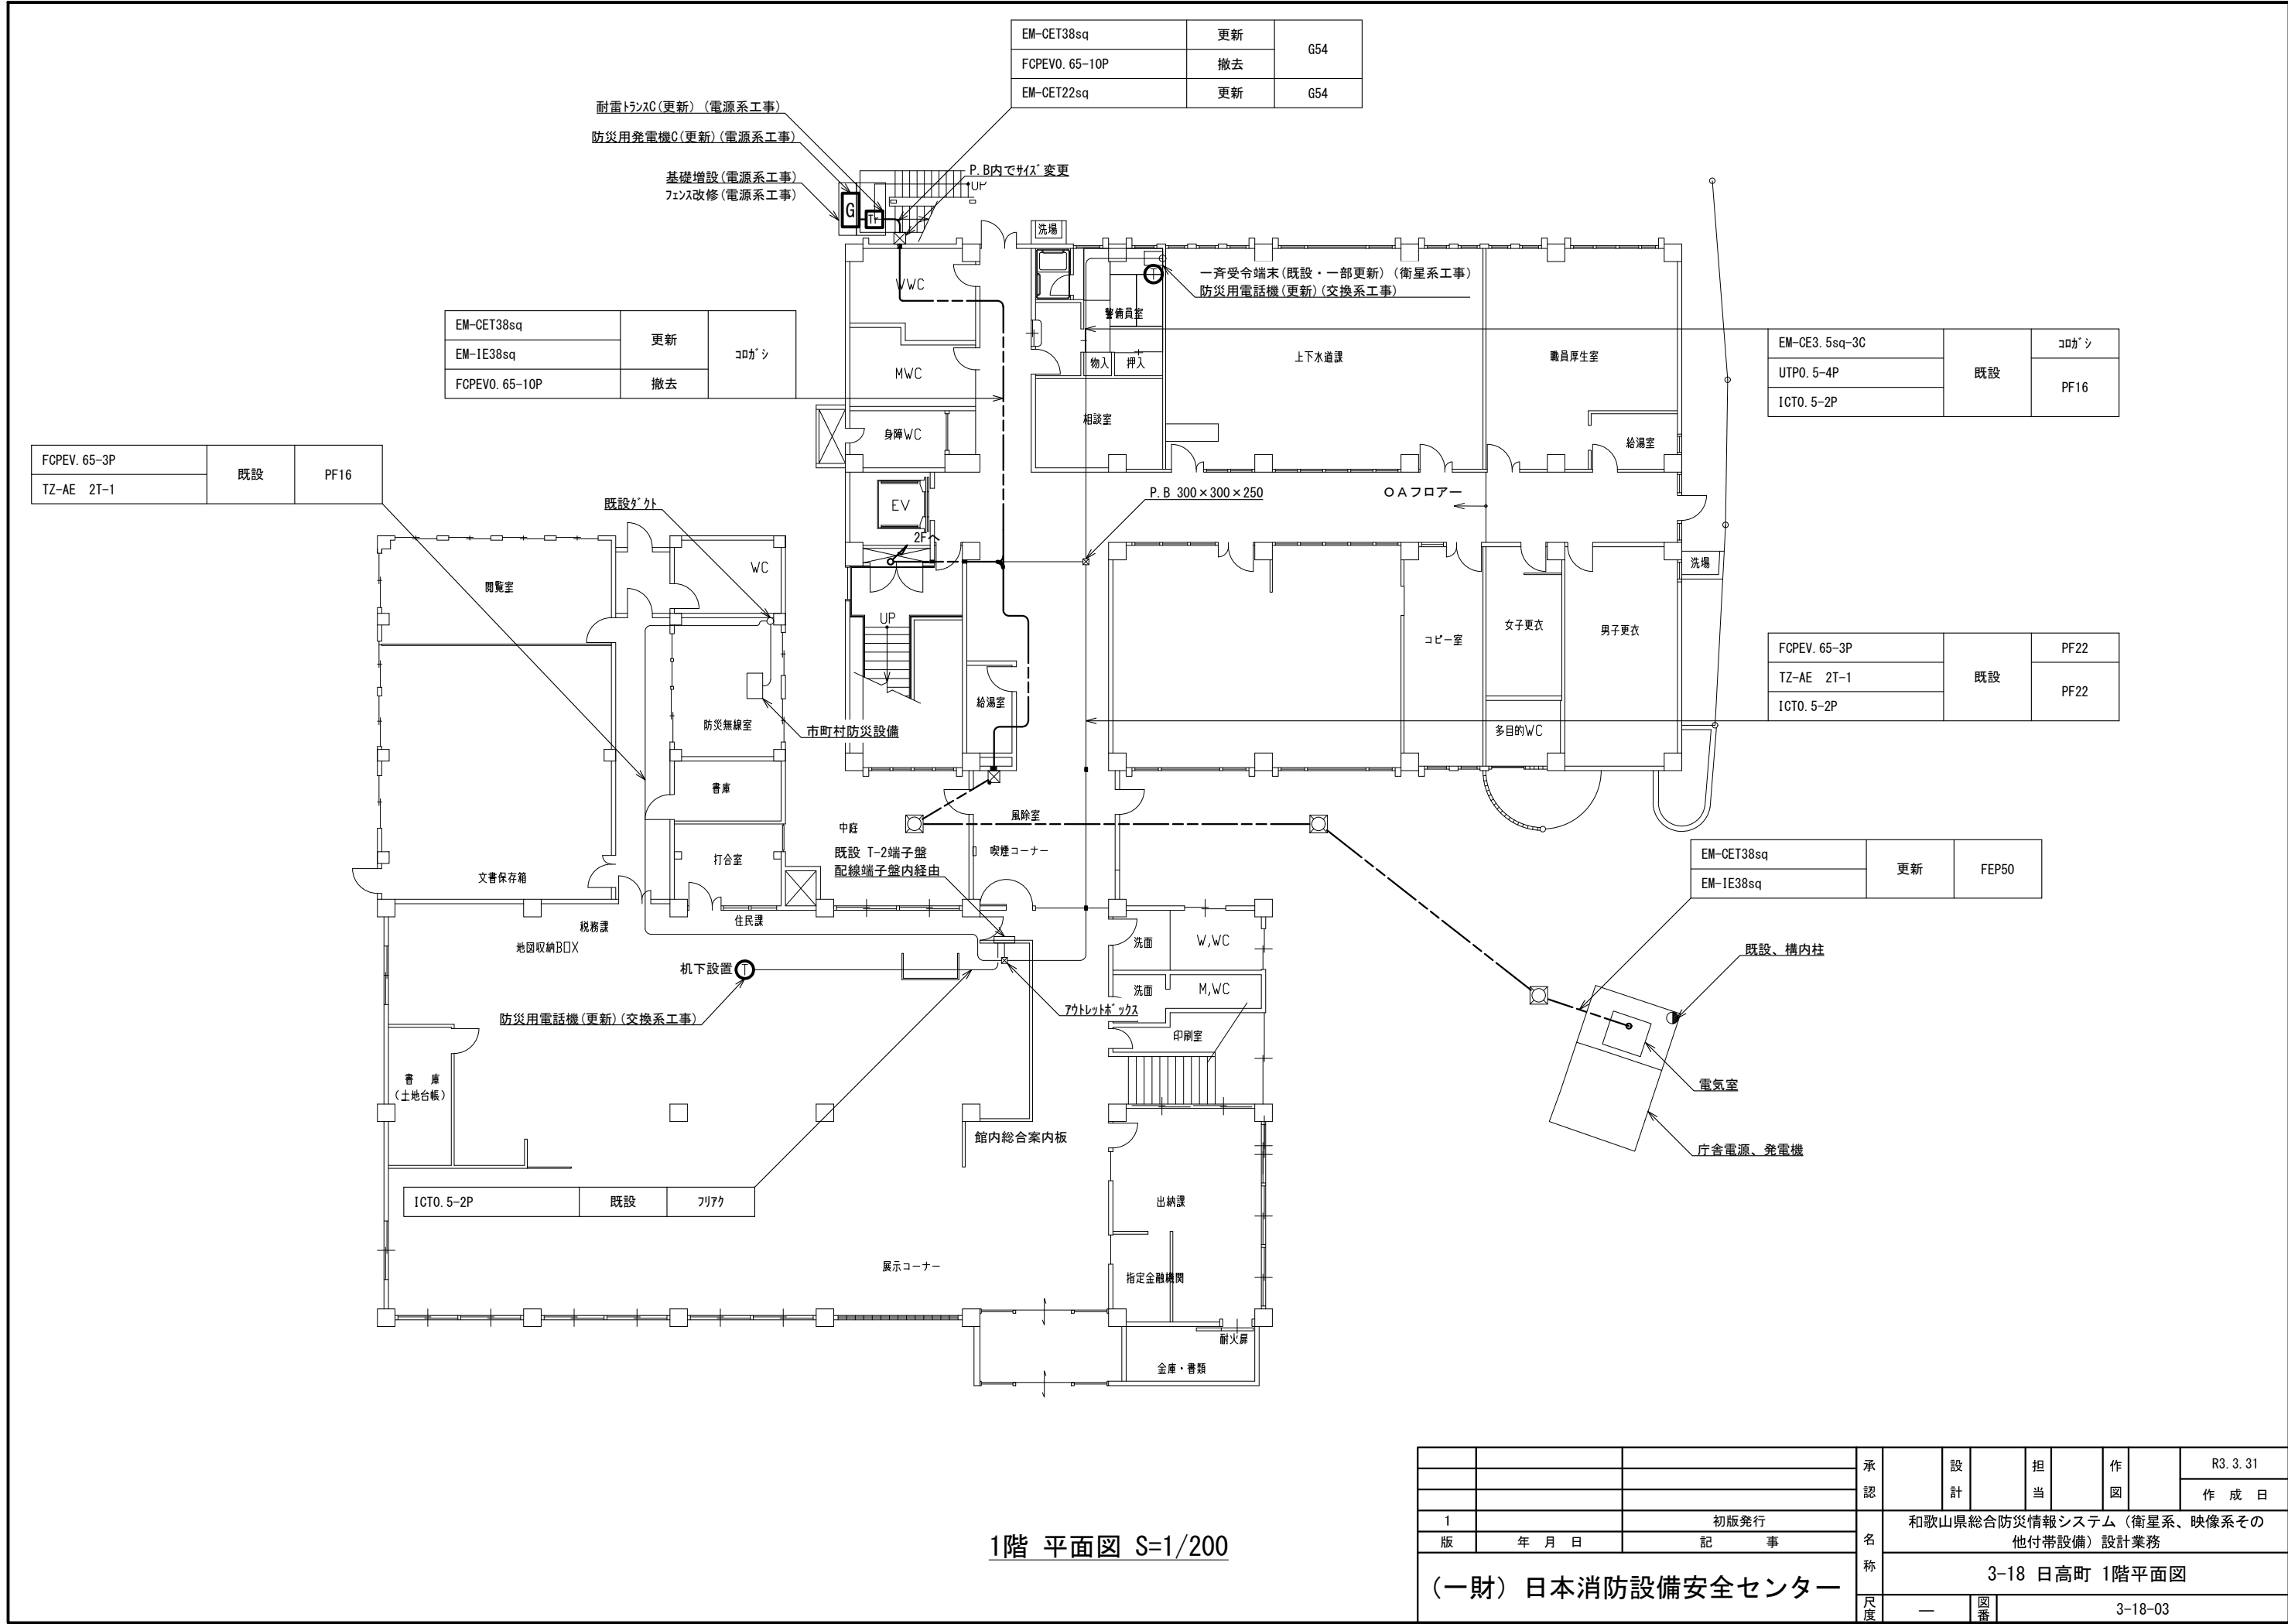 EM-CET38sq 更新 G54
FCPEV0.65-10P 撤去
EM-CET22sq 更新 G54
耐雷トランスC(更新)(電源系工事)
防災用発電機C(更新)(電源系工事)
基礎増設(電源系工事)
フェンス改修(電源系工事)
P.B内でサイズ変更
UP
G
Tr
洗場
WWC
一斉受令端末(既設・一部更新)(衛星系工事)
防災用電話機(更新)(交換系工事)
T
警備員室
EM-CET38sq 更新 コロガシ
EM-IE38sq
FCPEV0.65-10P 撤去
EM-CE3.5sq-3C 既設 コロガシ
UTP0.5-4P PF16
ICT0.5-2P
MWC
物入
押入
上下水道課
職員厚生室
相談室
身障WC
給湯室
FCPEV.65-3P 既設 PF16
TZ-AE 2T-1
既設ダクト
EV
2Fへ
P.B 300×300×250
OAフロアー
洗場
WC
閲覧室
UP
コピー室
女子更衣
男子更衣
FCPEV.65-3P 既設 PF22
TZ-AE 2T-1 PF22
ICT0.5-2P
給湯室
防災無線室
市町村防災設備
多目的WC
書庫
風除室
中庭
既設 T-2端子盤
配線端子盤内経由
喫煙コーナー
打合室
文書保存箱
EM-CET38sq 更新 FEP50
EM-IE38sq
住民課
税務課
地図収納BOX
洗面
W,WC
既設、構内柱
机下設置
T
洗面
M,WC
防災用電話機(更新)(交換系工事)
アウトレットボックス
印刷室
書 庫
(土地台帳)
電気室
館内総合案内板
庁舎電源、発電機
ICT0.5-2P 既設 フリアク
出納課
展示コーナー
指定金融機関
耐火扉
金庫・書類
1階 平面図 S=1/200
承認 設計 担当 作図 R3.3.31
作 成 日
1 初版発行
版 年 月 日 記 事
名称 和歌山県総合防災情報システム(衛星系、映像系その
他付帯設備)設計業務
3-18 日高町 1階平面図
(一財)日本消防設備安全センター
尺度 ― 図番 3-18-03